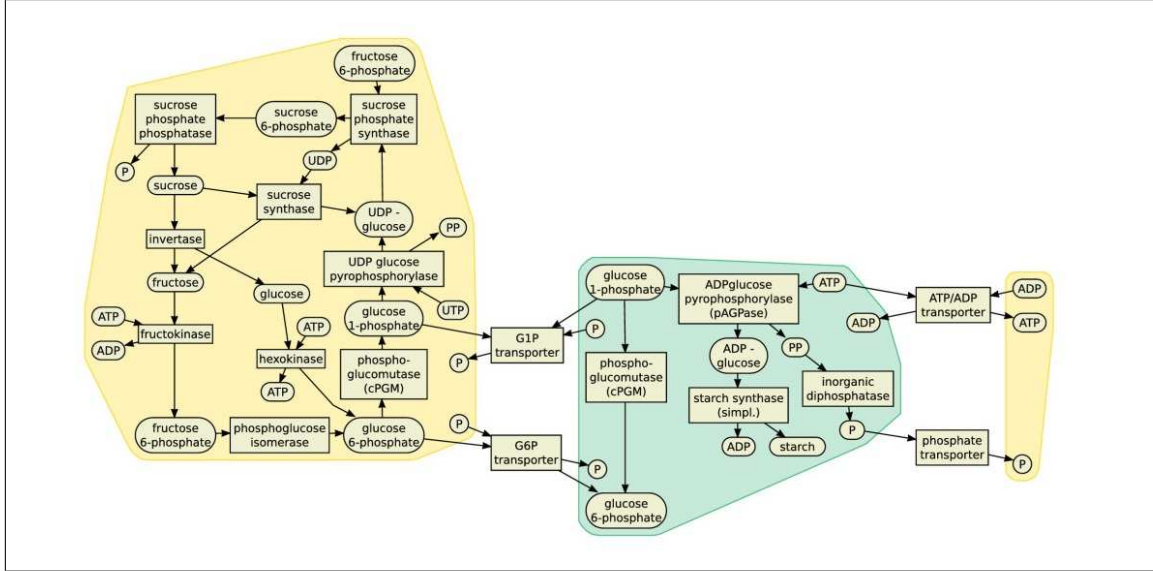 fructose
6-phosphate
sucrose
phosphate
phosphatase
sucrose
6-phosphate
sucrose
phosphate
synthase
P
UDP
sucrose
sucrose
synthase
UDP -
glucose
PP
invertase
UDP glucose
pyrophosphorylase
fructose
glucose
UTP
ATP
ADP
fructokinase
ATP
hexokinase
ATP
glucose
1-phosphate
phospho-
glucomutase
(cPGM)
fructose
6-phosphate
phosphoglucose
isomerase
glucose
6-phosphate
G1P
transporter
P
P
P
G6P
transporter
P
glucose
1-phosphate
ADPglucose
pyrophosphorylase
(pAGPase)
ATP
ADP
ATP/ADP
transporter
ADP
ATP
phospho-
glucomutase
(cPGM)
ADP -
glucose
PP
inorganic
diphosphatase
starch synthase
(simpl.)
ADP
starch
P
phosphate
transporter
P
glucose
6-phosphate